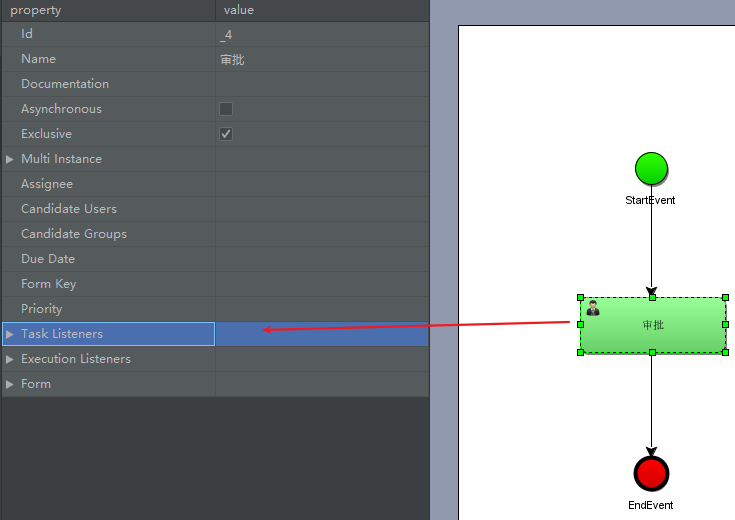 property value
Id _4
Name 审批
Documentation
Asynchronous
Exclusive
Multi Instance
Assignee
Candidate Users
Candidate Groups
Due Date
Form Key
Priority
Task Listeners
Execution Listeners
Form
StartEvent
审批
EndEvent